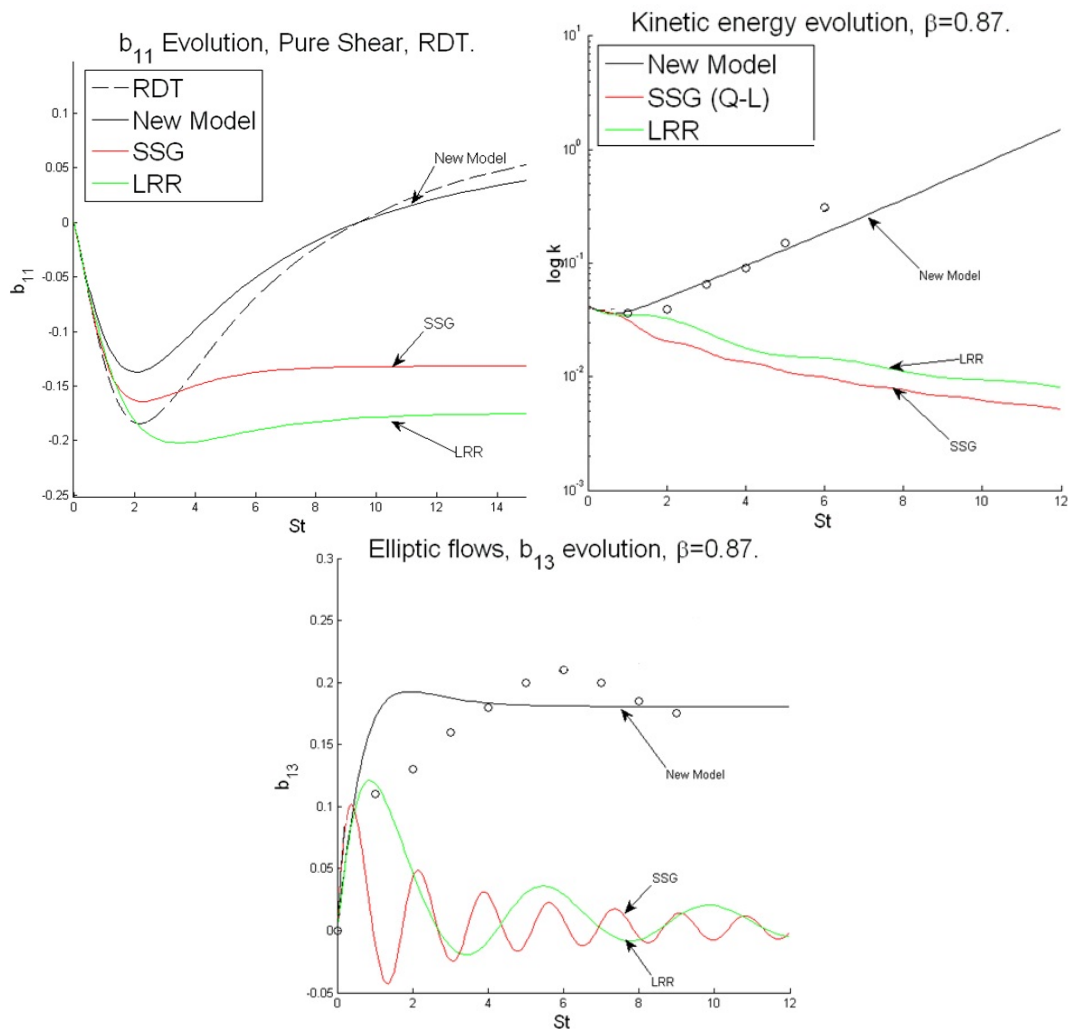 b11 Evolution, Pure Shear, RDT.
RDT
New Model
SSG
LRR
New Model
SSG
LRR
0.1
0.05
0
-0.05
-0.1
-0.15
-0.2
-0.25
b11
0 2 4 6 8 10 12 14
St
Kinetic energy evolution, β=0.87.
New Model
SSG (Q-L)
LRR
New Model
LRR
SSG
10^1
10^0
10^-1
10^-2
10^-3
log k
0 2 4 6 8 10 12
St
Elliptic flows, b13 evolution, β=0.87.
0.3
0.25
0.2
0.15
0.1
0.05
0
-0.05
b13
New Model
SSG
LRR
0 2 4 6 8 10 12
St